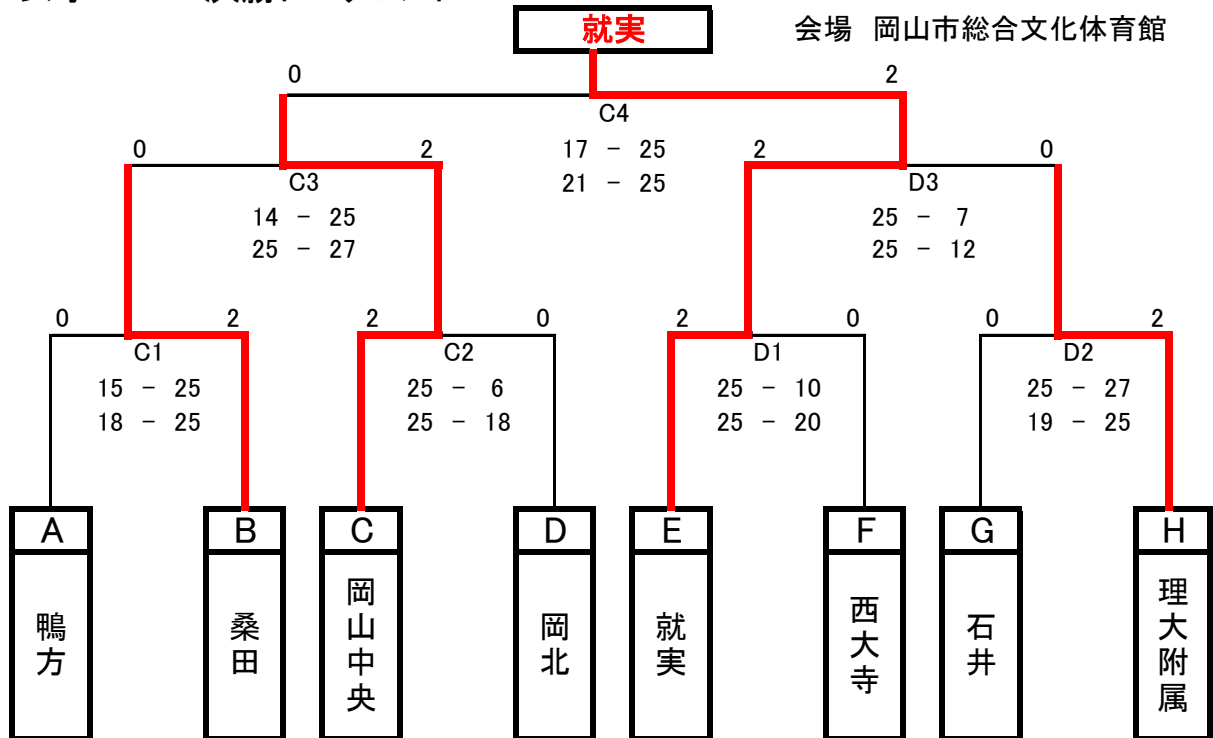 就実
会場 岡山市総合文化体育館
0 2
C4
17 - 25
21 - 25
0 2
C3
14 - 25
25 - 27
2 0
D3
25 - 7
25 - 12
0 2
C1
15 - 25
18 - 25
2 0
C2
25 - 6
25 - 18
2 0
D1
25 - 10
25 - 20
0 2
D2
25 - 27
19 - 25
A B C D E F G H
鴨方
桑田
岡山中央
岡北
就実
西大寺
石井
理大附属